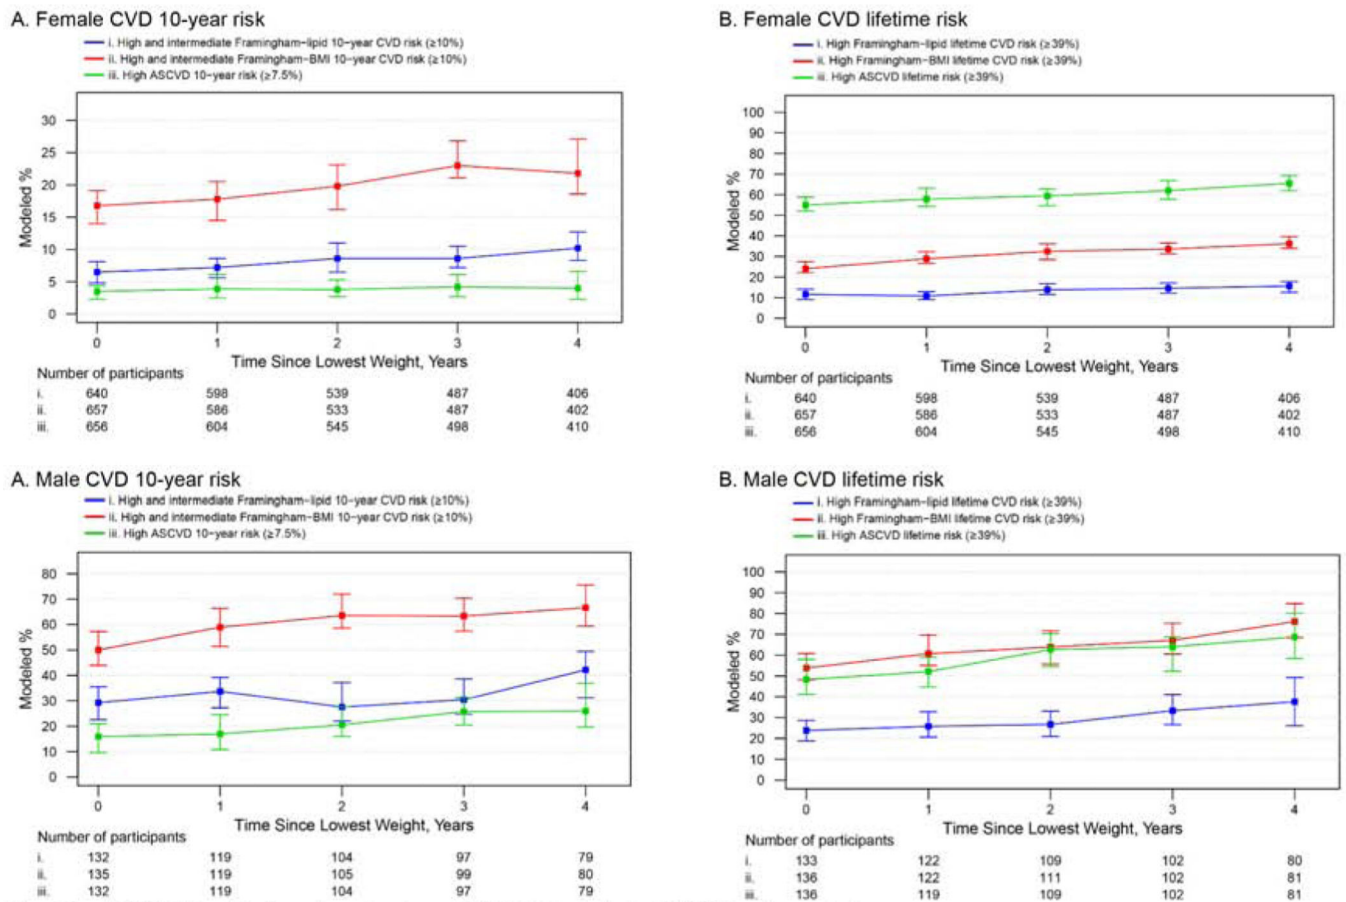 A. Female CVD 10-year risk
i. High and intermediate Framingham-lipid 10-year CVD risk (≥10%)
ii. High and intermediate Framingham-BMI 10-year CVD risk (≥10%)
iii. High ASCVD 10-year risk (≥7.5%)
Modeled %
30
25
20
15
10
5
0
0 1 2 3 4
Time Since Lowest Weight, Years
Number of participants
i. 640 598 539 487 406
ii. 657 586 533 487 402
iii. 656 604 545 498 410
B. Female CVD lifetime risk
i. High Framingham-lipid lifetime CVD risk (≥39%)
ii. High Framingham-BMI lifetime CVD risk (≥39%)
iii. High ASCVD lifetime risk (≥39%)
Modeled %
100
90
80
70
60
50
40
30
20
10
0
0 1 2 3 4
Time Since Lowest Weight, Years
Number of participants
i. 640 598 539 487 406
ii. 657 586 533 487 402
iii. 656 604 545 498 410
A. Male CVD 10-year risk
i. High and intermediate Framingham-lipid 10-year CVD risk (≥10%)
ii. High and intermediate Framingham-BMI 10-year CVD risk (≥10%)
iii. High ASCVD 10-year risk (≥7.5%)
Modeled %
80
70
60
50
40
30
20
10
0
0 1 2 3 4
Time Since Lowest Weight, Years
Number of participants
i. 132 119 104 97 79
ii. 135 119 105 99 80
iii. 132 119 104 97 79
B. Male CVD lifetime risk
i. High Framingham-lipid lifetime CVD risk (≥39%)
ii. High Framingham-BMI lifetime CVD risk (≥39%)
iii. High ASCVD lifetime risk (≥39%)
Modeled %
100
90
80
70
60
50
40
30
20
10
0
0 1 2 3 4
Time Since Lowest Weight, Years
Number of participants
i. 133 122 109 102 80
ii. 136 122 111 102 81
iii. 136 119 109 102 81